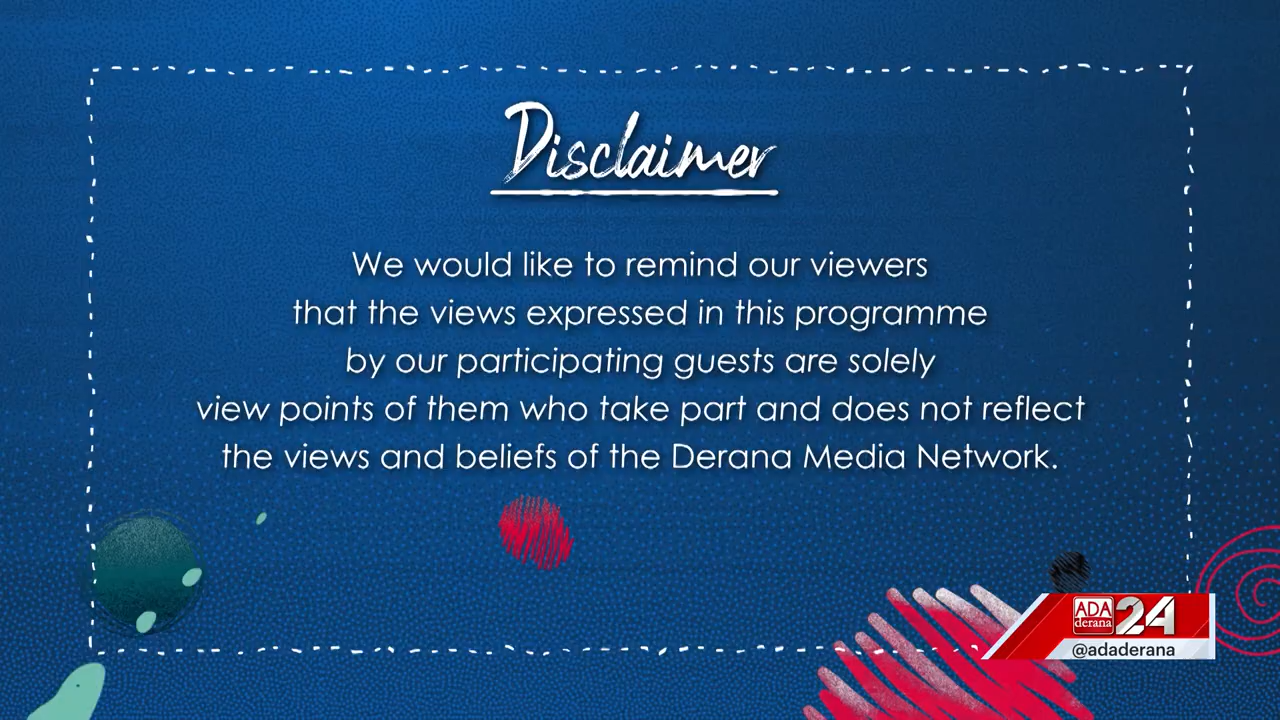 Disclaimer
We would like to remind our viewers
that the views expressed in this programme
by our participating guests are solely
view points of them who take part and does not reflect
the views and beliefs of the Derana Media Network.
ADA
derana
24
@adaderana